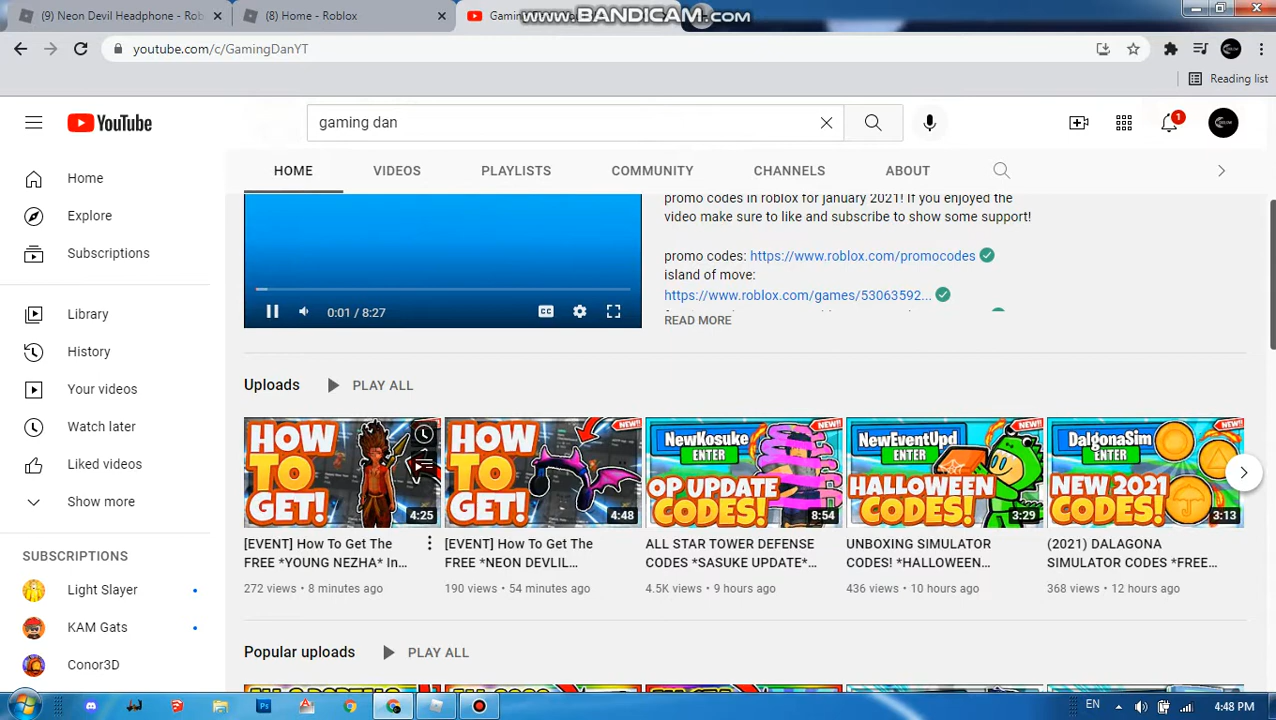 (9) Neon Devil Headphone - Rob
(8) Home - Roblox
Gaming
www.BANDICAM.com
youtube.com/c/GamingDanYT
Reading list
YouTube
gaming dan
1
HOME VIDEOS PLAYLISTS COMMUNITY CHANNELS ABOUT
Home
Explore
Subscriptions
Library
History
Your videos
Watch later
Liked videos
Show more
SUBSCRIPTIONS
Light Slayer
KAM Gats
Conor3D
promo codes in roblox for january 2021! If you enjoyed the
video make sure to like and subscribe to show some support!
promo codes: https://www.roblox.com/promocodes
island of move:
https://www.roblox.com/games/53063592...
READ MORE
CC
0:01 / 8:27
Uploads PLAY ALL
HOW
TO
GET!
4:25
[EVENT] How To Get The
FREE *YOUNG NEZHA* In...
272 views • 8 minutes ago
NEW!!
HOW
TO
GET!
4:48
[EVENT] How To Get The
FREE *NEON DEVLIL...
190 views • 54 minutes ago
NEW!!
NewKosuke
ENTER
OP UPDATE
CODES!
8:54
ALL STAR TOWER DEFENSE
CODES *SASUKE UPDATE*...
4.5K views • 9 hours ago
NEW!!
NewEventUpd
ENTER
HALLOWEEN
CODES!
3:29
UNBOXING SIMULATOR
CODES! *HALLOWEEN...
436 views • 10 hours ago
NEW!!
DalgonaSim
ENTER
NEW 2021
CODES!
3:13
(2021) DALAGONA
SIMULATOR CODES *FREE...
368 views • 12 hours ago
Popular uploads PLAY ALL
EN
4:48 PM